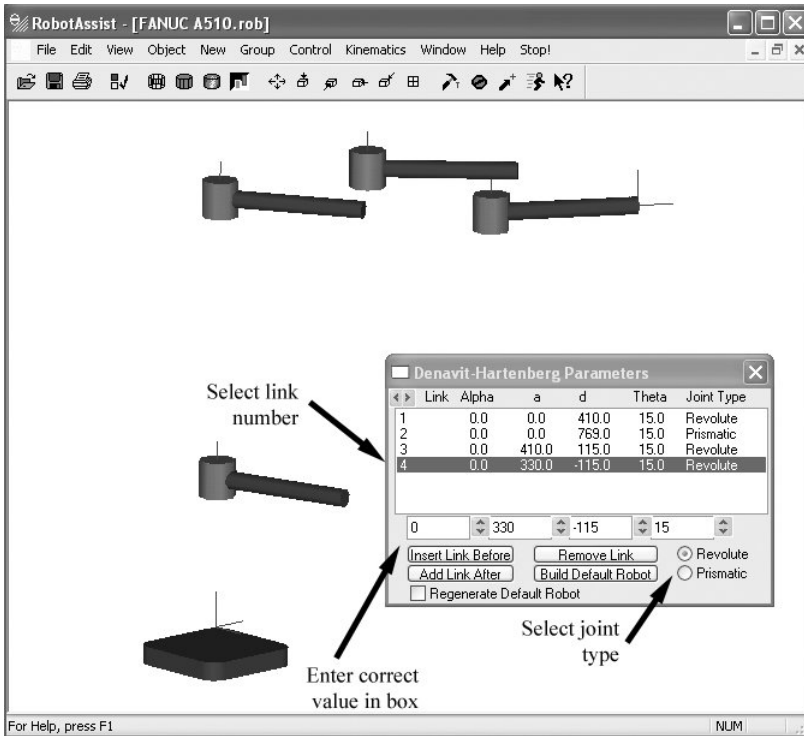 RobotAssist - [FANUC A510.rob]
File Edit View Object New Group Control Kinematics Window Help Stop!
Denavit-Hartenberg Parameters
Link Alpha a d Theta Joint Type
1 0.0 0.0 410.0 15.0 Revolute
2 0.0 0.0 769.0 15.0 Prismatic
3 0.0 410.0 115.0 15.0 Revolute
4 0.0 330.0 -115.0 15.0 Revolute
0 330 -115 15
Insert Link Before Remove Link Revolute
Add Link After Build Default Robot Prismatic
Regenerate Default Robot
Select link
number
Enter correct
value in box
Select joint
type
For Help, press F1 NUM